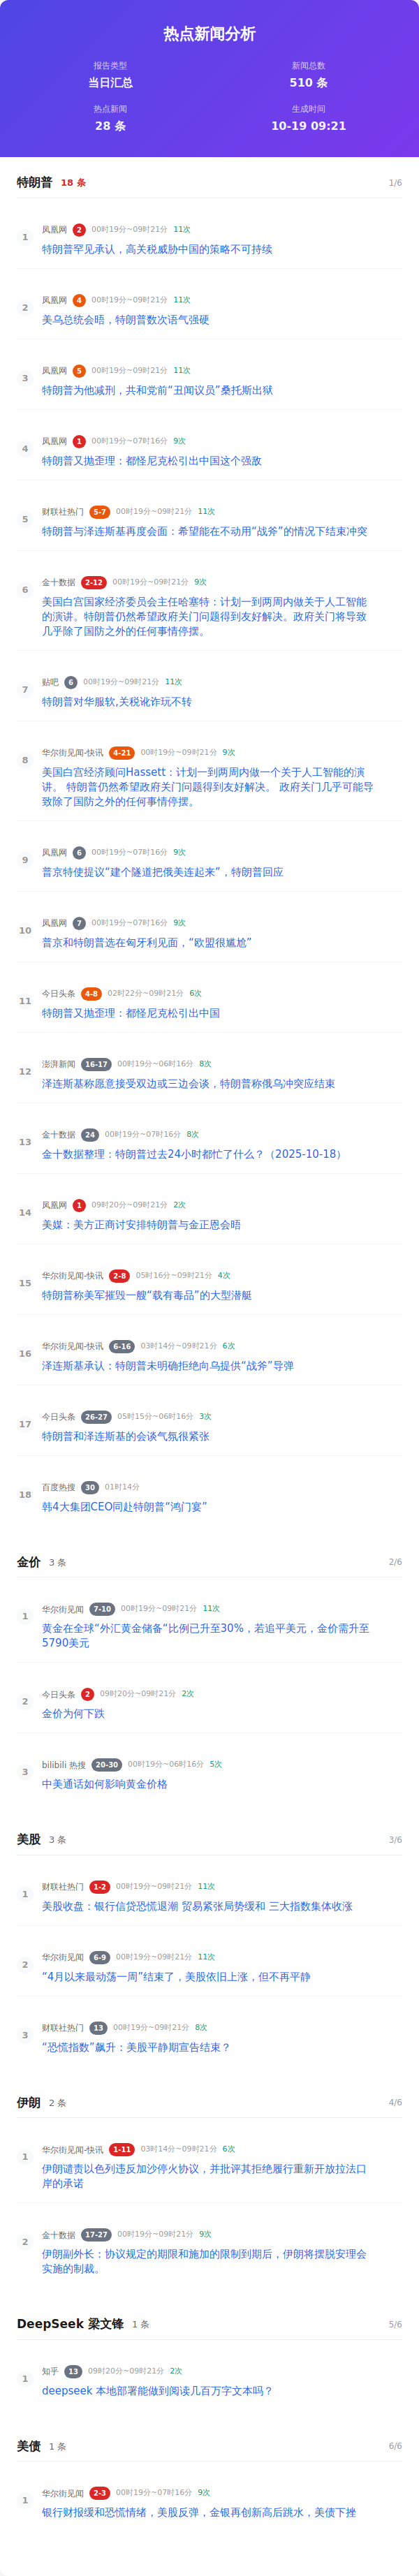 热点新闻分析
报告类型
新闻总数
当日汇总
510 条
热点新闻
生成时间
28 条
10-19 09:21
特朗普 18 条 1/6
1
凤凰网 2 00时19分~09时21分 11次
特朗普罕见承认，高关税威胁中国的策略不可持续
2
凤凰网 4 00时19分~09时21分 11次
美乌总统会晤，特朗普数次语气强硬
3
凤凰网 5 00时19分~09时21分 11次
特朗普为他减刑，共和党前“丑闻议员”桑托斯出狱
4
凤凰网 1 00时19分~07时16分 9次
特朗普又抛歪理：都怪尼克松引出中国这个强敌
5
财联社热门 5-7 00时19分~09时21分 11次
特朗普与泽连斯基再度会面：希望能在不动用“战斧”的情况下结束冲突
6
金十数据 2-12 00时19分~09时21分 9次
美国白宫国家经济委员会主任哈塞特：计划一到两周内做关于人工智能
的演讲。特朗普仍然希望政府关门问题得到友好解决。政府关门将导致
几乎除了国防之外的任何事情停摆。
7
贴吧 6 00时19分~09时21分 11次
特朗普对华服软,关税讹诈玩不转
8
华尔街见闻-快讯 4-21 00时19分~09时21分 9次
美国白宫经济顾问Hassett：计划一到两周内做一个关于人工智能的演
讲。 特朗普仍然希望政府关门问题得到友好解决。 政府关门几乎可能导
致除了国防之外的任何事情停摆。
9
凤凰网 6 00时19分~07时16分 9次
普京特使提议“建个隧道把俄美连起来”，特朗普回应
10
凤凰网 7 00时19分~07时16分 9次
普京和特朗普选在匈牙利见面，“欧盟很尴尬”
11
今日头条 4-8 02时22分~09时21分 6次
特朗普又抛歪理：都怪尼克松引出中国
12
澎湃新闻 16-17 00时19分~06时16分 8次
泽连斯基称愿意接受双边或三边会谈，特朗普称俄乌冲突应结束
13
金十数据 24 00时19分~07时16分 8次
金十数据整理：特朗普过去24小时都忙了什么？（2025-10-18）
14
凤凰网 1 09时20分~09时21分 2次
美媒：美方正商讨安排特朗普与金正恩会晤
15
华尔街见闻-快讯 2-8 05时16分~09时21分 4次
特朗普称美军摧毁一艘“载有毒品”的大型潜艇
16
华尔街见闻-快讯 6-16 03时14分~09时21分 6次
泽连斯基承认：特朗普未明确拒绝向乌提供“战斧”导弹
17
今日头条 26-27 05时15分~06时16分 3次
特朗普和泽连斯基的会谈气氛很紧张
18
百度热搜 30 01时14分
韩4大集团CEO同赴特朗普“鸿门宴”
金价 3 条 2/6
1
华尔街见闻 7-10 00时19分~09时21分 11次
黄金在全球“外汇黄金储备”比例已升至30%，若追平美元，金价需升至
5790美元
2
今日头条 2 09时20分~09时21分 2次
金价为何下跌
3
bilibili 热搜 20-30 00时19分~06时16分 5次
中美通话如何影响黄金价格
美股 3 条 3/6
1
财联社热门 1-2 00时19分~09时21分 11次
美股收盘：银行信贷恐慌退潮 贸易紧张局势缓和 三大指数集体收涨
2
华尔街见闻 6-9 00时19分~09时21分 11次
“4月以来最动荡一周”结束了，美股依旧上涨，但不再平静
3
财联社热门 13 00时19分~09时21分 8次
“恐慌指数”飙升：美股平静期宣告结束？
伊朗 2 条 4/6
1
华尔街见闻-快讯 1-11 03时14分~09时21分 6次
伊朗谴责以色列违反加沙停火协议，并批评其拒绝履行重新开放拉法口
岸的承诺
2
金十数据 17-27 00时19分~09时21分 9次
伊朗副外长：协议规定的期限和施加的限制到期后，伊朗将摆脱安理会
实施的制裁。
DeepSeek 梁文锋 1 条 5/6
1
知乎 13 09时20分~09时21分 2次
deepseek 本地部署能做到阅读几百万字文本吗？
美债 1 条 6/6
1
华尔街见闻 2-3 00时19分~07时16分 9次
银行财报缓和恐慌情绪，美股反弹，金银再创新高后跳水，美债下挫